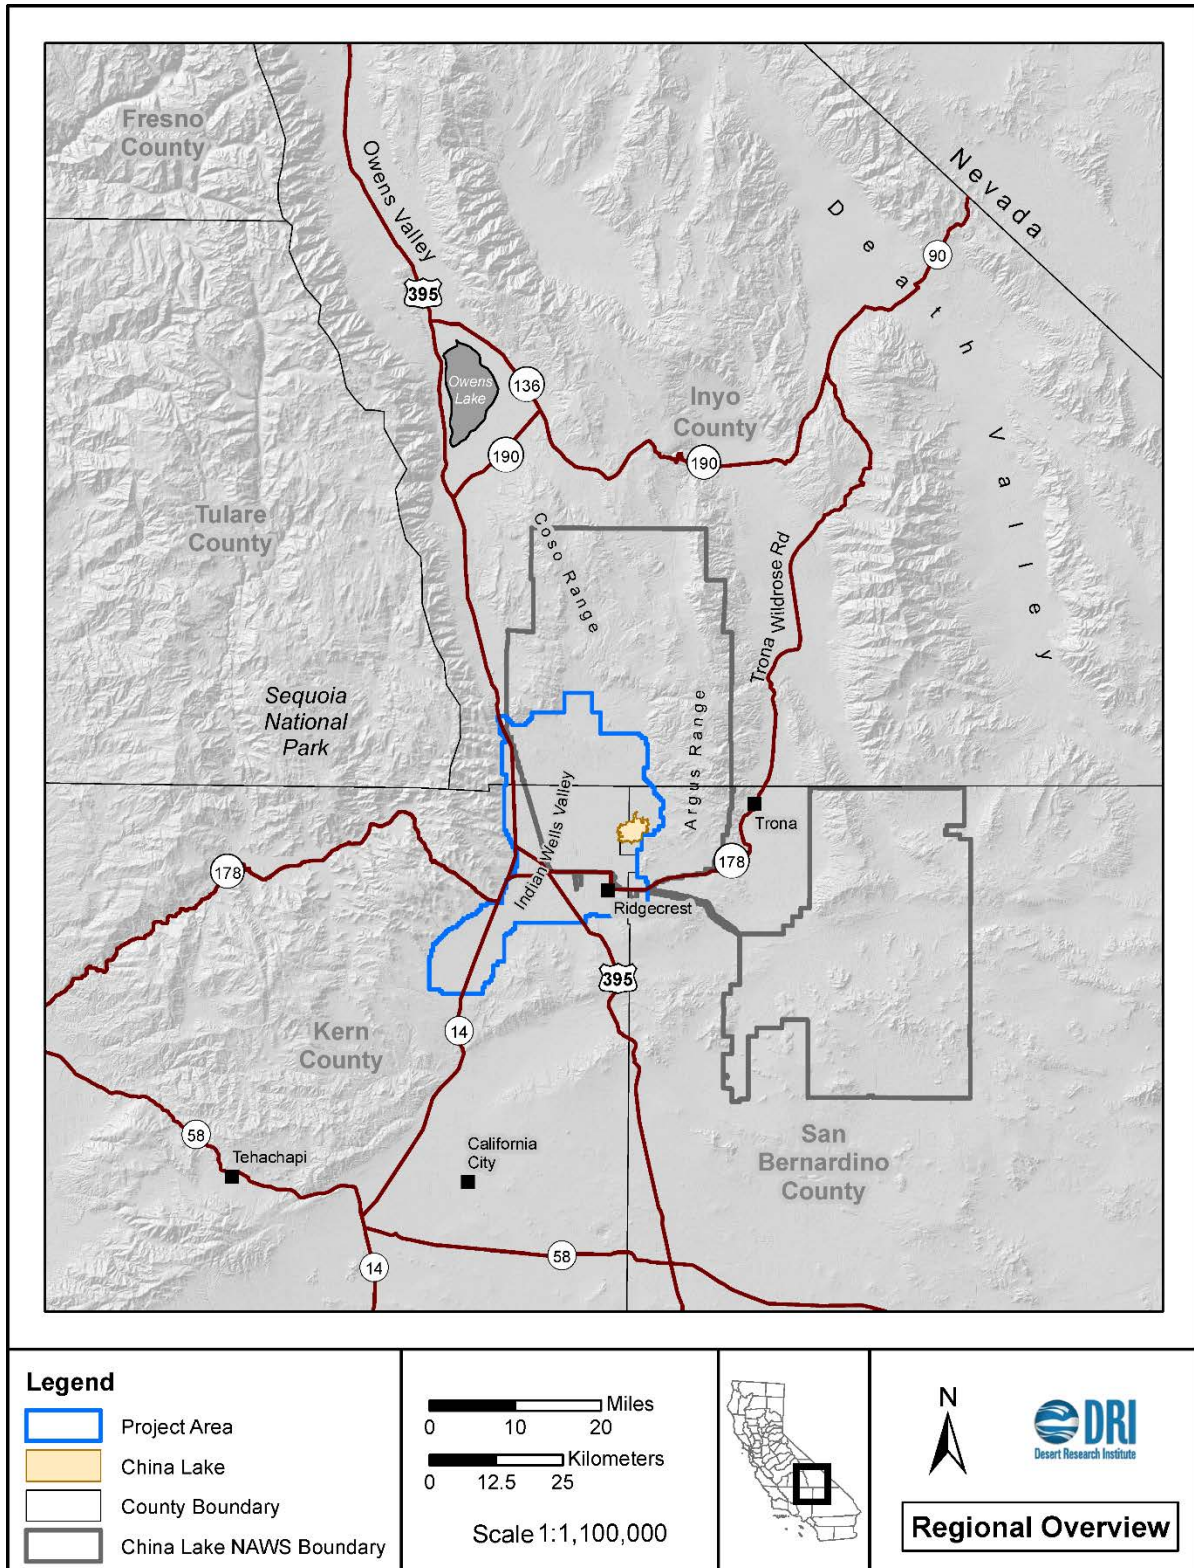 Fresno
County
Owens Valley
Nevada
Death Valley
90
395
Owens
Lake
136
Inyo
County
190
190
Tulare
County
Coso Range
Trona Wildrose Rd
Sequoia
National
Park
Argus Range
Indian Wells Valley
Trona
178
178
Ridgecrest
395
Kern
County
14
58
Tehachapi
California
City
San
Bernardino
County
58
14
Legend
Project Area
China Lake
County Boundary
China Lake NAWS Boundary
Miles
0 10 20
Kilometers
0 12.5 25
Scale 1:1,100,000
N
DRI
Desert Research Institute
Regional Overview